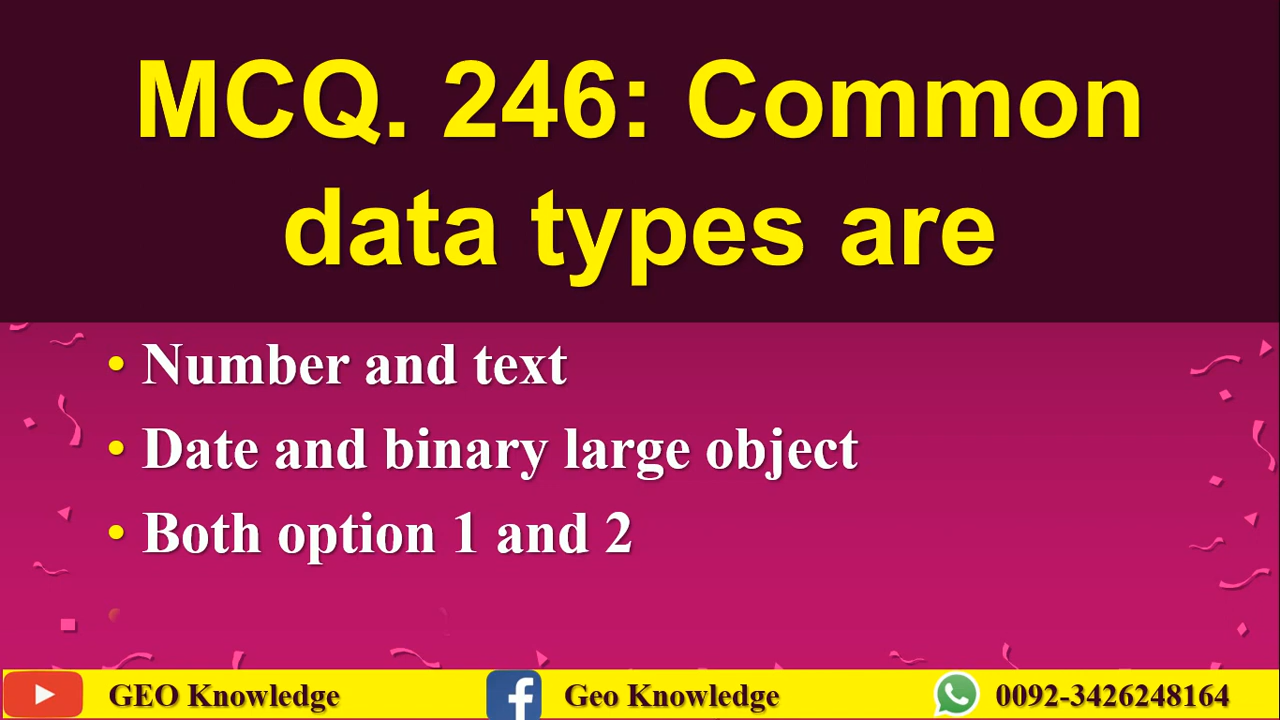 MCQ. 246: Common
data types are
• Number and text
• Date and binary large object
• Both option 1 and 2
GEO Knowledge
Geo Knowledge
0092-3426248164